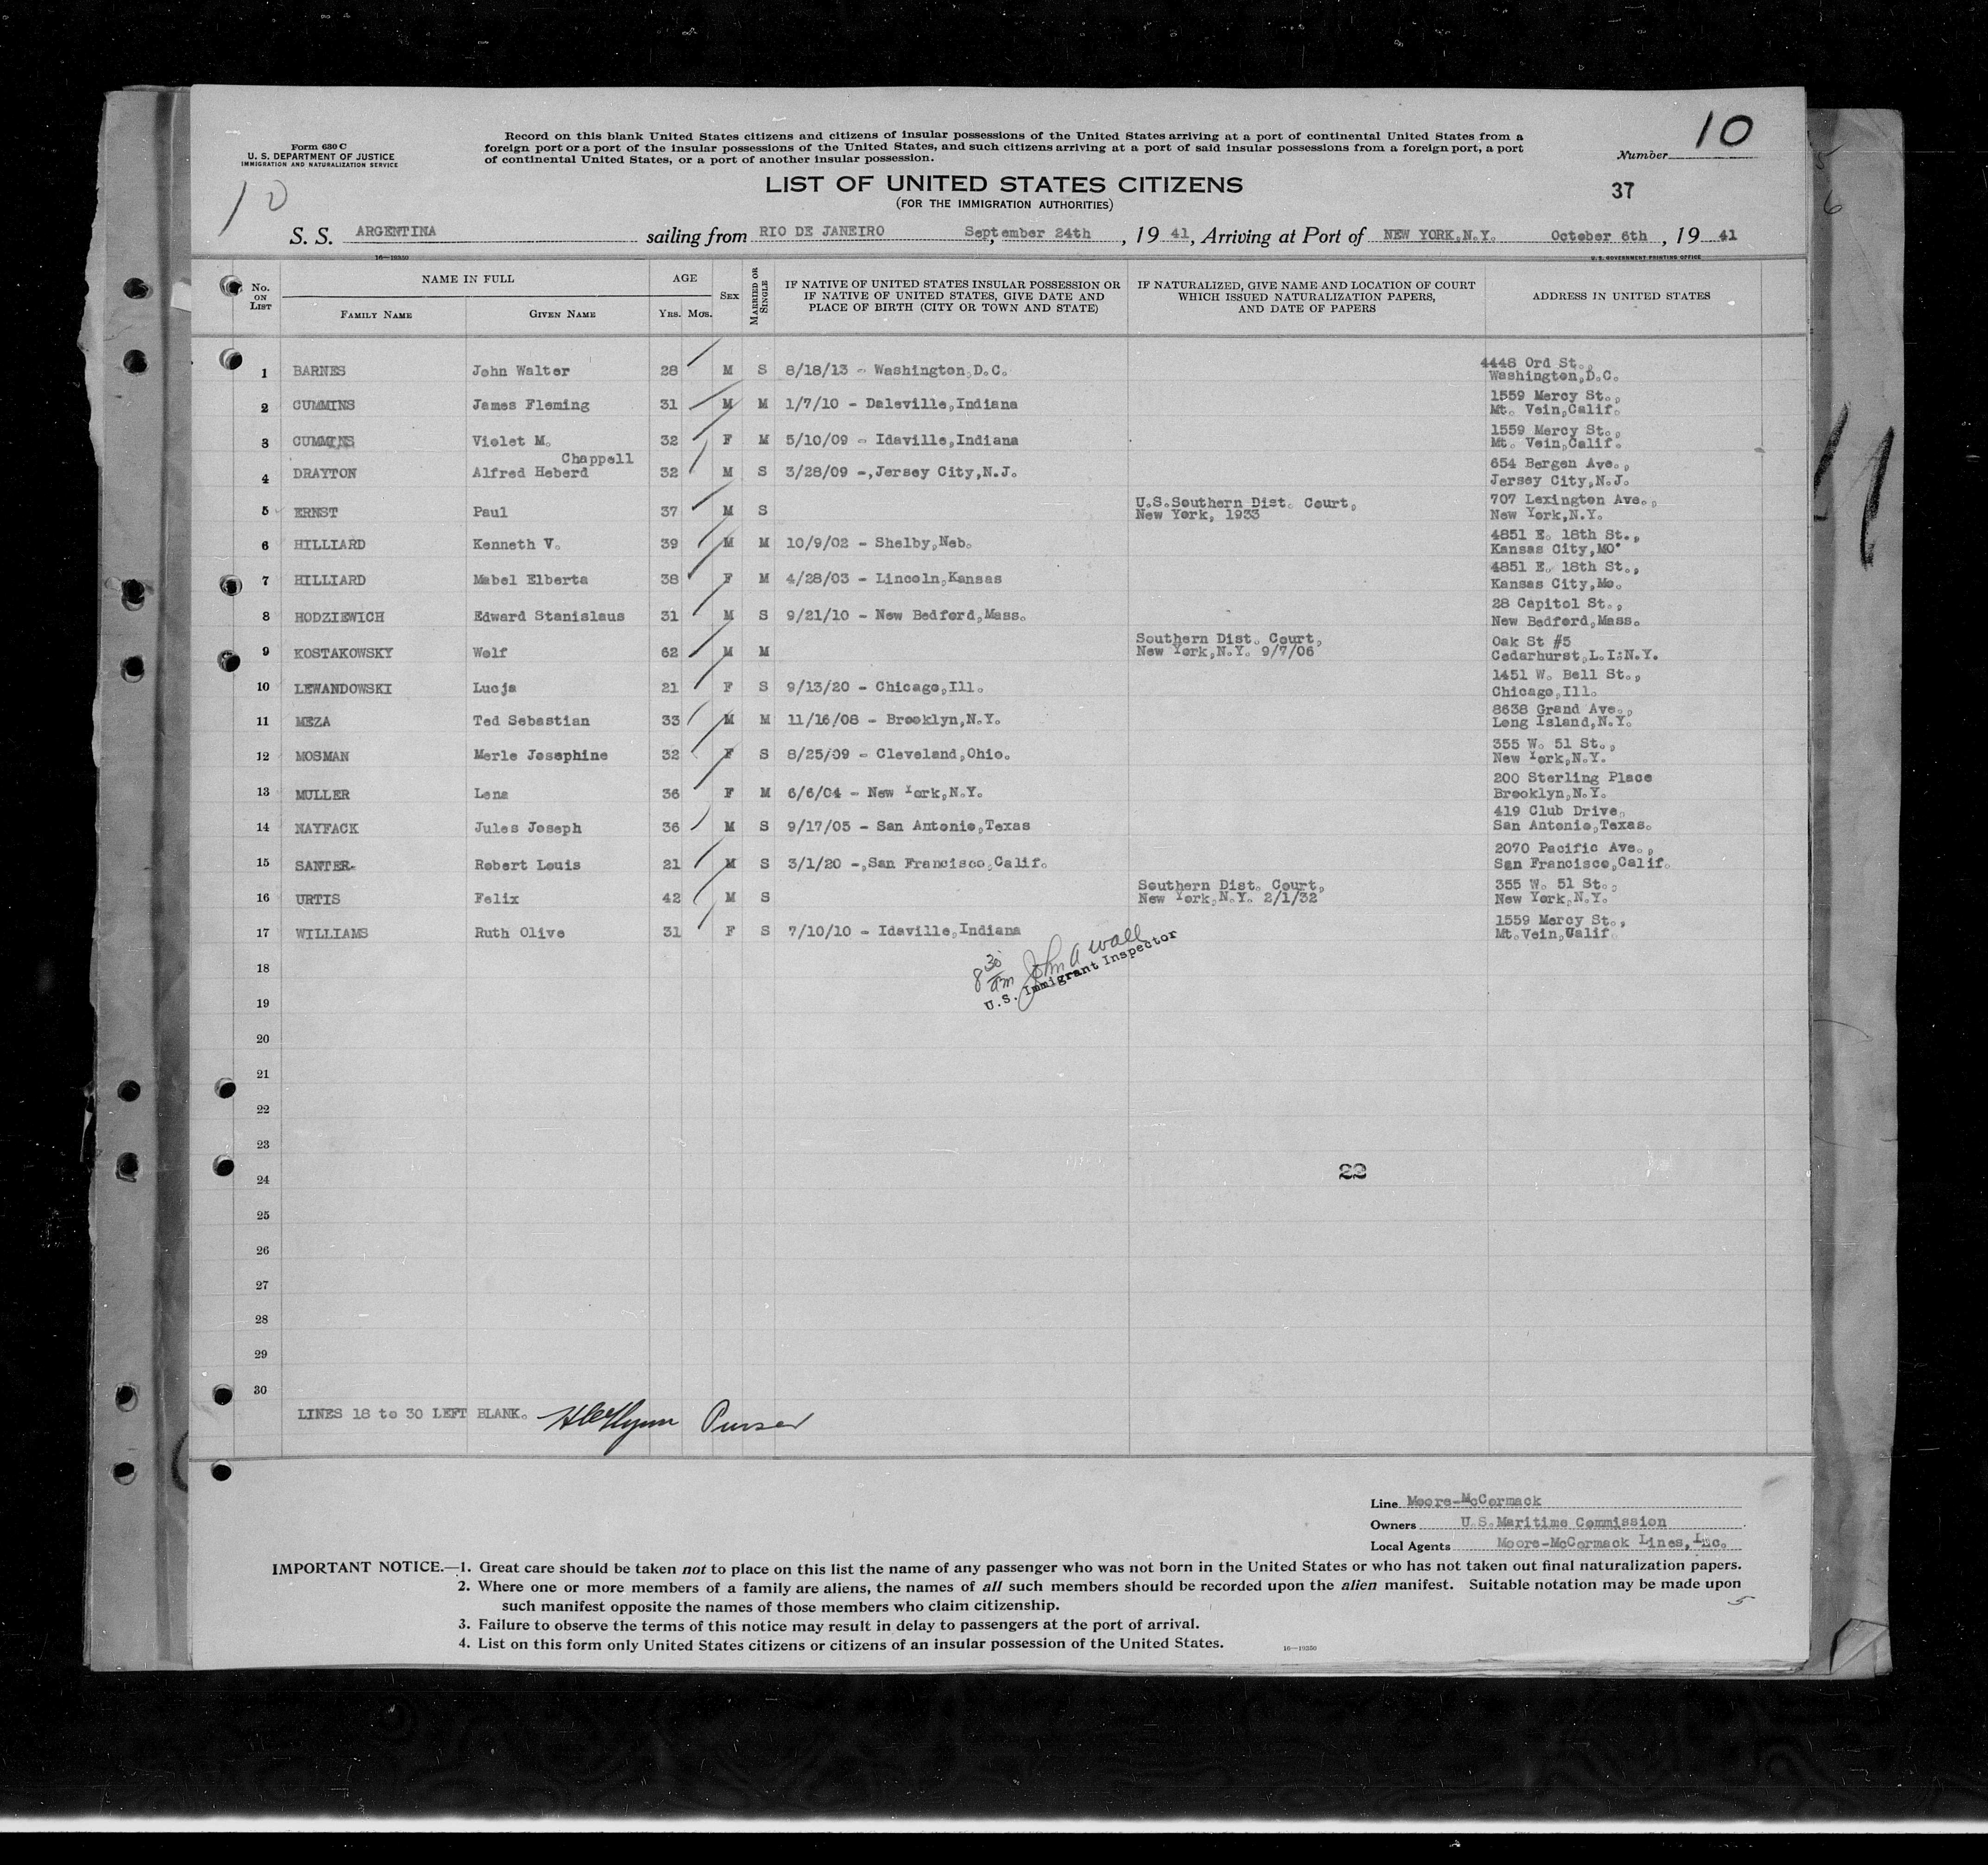 Form 630 C
U. S. DEPARTMENT OF JUSTICE
IMMIGRATION AND NATURALIZATION SERVICE
Record on this blank United States citizens and citizens of insular possessions of the United States arriving at a port of continental United States from a
foreign port or a port of the insular possessions of the United States, and such citizens arriving at a port of said insular possessions from a foreign port, a port
of continental United States, or a port of another insular possession.
Number 10
10
LIST OF UNITED STATES CITIZENS
(FOR THE IMMIGRATION AUTHORITIES)
37
S. S. ARGENTINA sailing from RIO DE JANEIRO September 24th, 19 41, Arriving at Port of NEW YORK,N.Y. October 6th, 19 41
16—19350 U. S. GOVERNMENT PRINTING OFFICE
No. ON LIST
NAME IN FULL
FAMILY NAME GIVEN NAME
AGE
YRS. MOS.
SEX
MARRIED OR SINGLE
IF NATIVE OF UNITED STATES INSULAR POSSESSION OR
IF NATIVE OF UNITED STATES, GIVE DATE AND
PLACE OF BIRTH (CITY OR TOWN AND STATE)
IF NATURALIZED, GIVE NAME AND LOCATION OF COURT
WHICH ISSUED NATURALIZATION PAPERS,
AND DATE OF PAPERS
ADDRESS IN UNITED STATES
1 BARNES John Walter 28 M S 8/18/13 - Washington,D.C. 4448 Ord St.,
Washington,D.C.
2 CUMMINS James Fleming 31 M M 1/7/10 - Daleville,Indiana 1559 Mercy St.,
Mt. Vein,Calif.
3 CUMMINS Violet M. 32 F M 5/10/09 - Idaville,Indiana 1559 Mercy St.,
Mt. Vein,Calif.
Chappell
4 DRAYTON Alfred Heberd 32 M S 3/28/09 -,Jersey City,N.J. 654 Bergen Ave.,
Jersey City,N.J.
5 ERNST Paul 37 M S U.S.Southern Dist. Court, 707 Lexington Ave.,
New York, 1933 New York,N.Y.
6 HILLIARD Kenneth V. 39 M M 10/9/02 - Shelby,Neb. 4851 E. 18th St.,
Kansas City,MO.
7 HILLIARD Mabel Elberta 38 F M 4/28/03 - Lincoln,Kansas 4851 E. 18th St.,
Kansas City,Mo.
8 HODZIEWICH Edward Stanislaus 31 M S 9/21/10 - New Bedford,Mass. 28 Capitol St.,
New Bedford,Mass.
9 KOSTAKOWSKY Wolf 62 M M Southern Dist. Court, Oak St #5
New York,N.Y. 9/7/06 Cedarhurst,L.I:N.Y.
10 LEWANDOWSKI Lucja 21 F S 9/13/20 - Chicago,Ill. 1451 W. Bell St.,
Chicago,Ill.
11 MEZA Ted Sebastian 33 M M 11/16/08 - Brooklyn,N.Y. 8638 Grand Ave.,
Long Island,N.Y.
12 MOSMAN Merle Josephine 32 F S 8/25/09 - Cleveland,Ohio. 355 W. 51 St.,
New York,N.Y.
13 MULLER Lena 36 F M 6/6/04 - New York,N.Y. 200 Sterling Place
Brooklyn,N.Y.
14 NAYFACK Jules Joseph 36 M S 9/17/05 - San Antonio,Texas 419 Club Drive,
San Antonio,Texas.
15 SANTER- Robert Louis 21 M S 3/1/20 -,San Francisco,Calif. 2070 Pacific Ave.,
San Francisco,Calif.
16 URTIS Felix 42 M S Southern Dist. Court, 355 W. 51 St.,
New York,N.Y. 2/1/32 New York,N.Y.
17 WILLIAMS Ruth Olive 31 F S 7/10/10 - Idaville,Indiana 1559 Mercy St.,
Mt.Vein,Calif.
8 30 am John A Wall
U.S. Immigrant Inspector
18
19
20
21
22
23
24 22
25
26
27
28
29
30
LINES 18 to 30 LEFT BLANK. Purser
Line Moore-McCormack
Owners U.S.Maritime Commission
Local Agents Moore-McCormack Lines, Inc.
IMPORTANT NOTICE.—1. Great care should be taken not to place on this list the name of any passenger who was not born in the United States or who has not taken out final naturalization papers.
2. Where one or more members of a family are aliens, the names of all such members should be recorded upon the alien manifest. Suitable notation may be made upon
such manifest opposite the names of those members who claim citizenship.
5
3. Failure to observe the terms of this notice may result in delay to passengers at the port of arrival.
4. List on this form only United States citizens or citizens of an insular possession of the United States.
16—19350